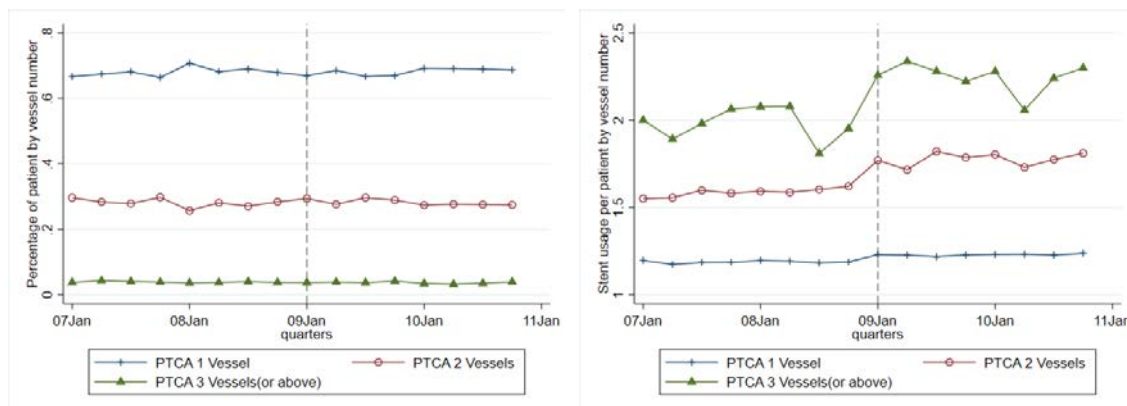 Percentage of patient by vessel number
.8
.6
.4
.2
0
07Jan 08Jan 09Jan 10Jan 11Jan
quarters
PTCA 1 Vessel PTCA 2 Vessels
PTCA 3 Vessels(or above)
Stent usage per patient by vessel number
2.5
2
1.5
1
07Jan 08Jan 09Jan 10Jan 11Jan
quarters
PTCA 1 Vessel PTCA 2 Vessels
PTCA 3 Vessels(or above)